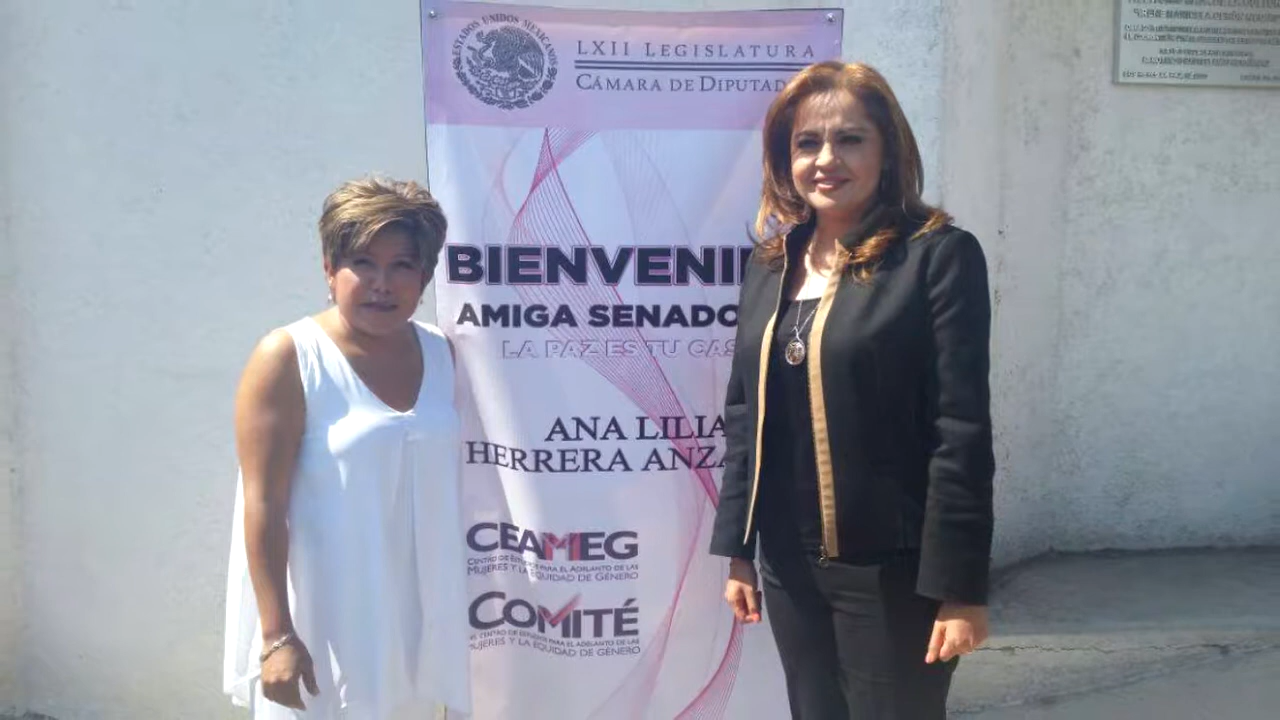 ESTADOS UNIDOS MEXICANOS
LXII LEGISLATURA
CÁMARA DE DIPUTAD
BIENVENI
AMIGA SENADO
LA PAZ ES TU CAS
ANA LILIA
HERRERA ANZA
CEAMEG
CENTRO DE ESTUDIOS PARA EL ADELANTO DE LAS
MUJERES Y LA EQUIDAD DE GÉNERO
COMITÉ
EL CENTRO DE ESTUDIOS PARA EL ADELANTO DE LAS
MUJERES Y LA EQUIDAD DE GÉNERO